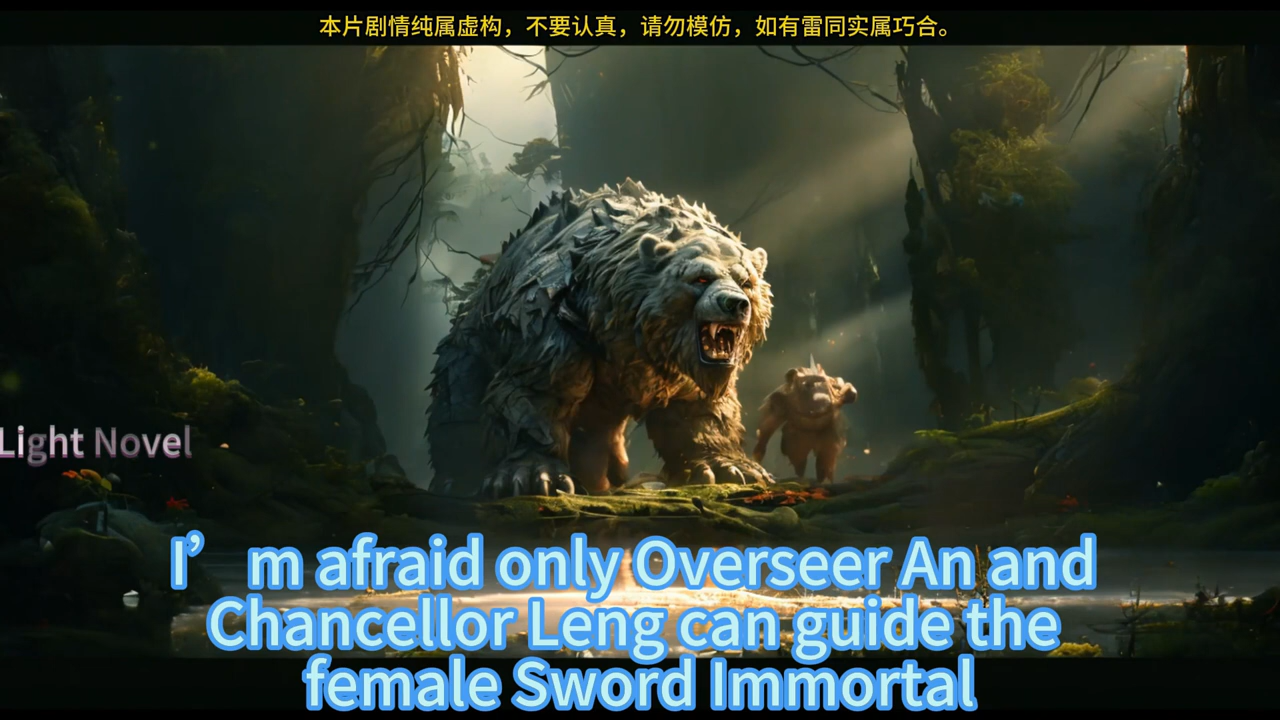 本片剧情纯属虚构，不要认真，请勿模仿，如有雷同实属巧合。
Light Novel
I’m afraid only Overseer An and
Chancellor Leng can guide the
female Sword Immortal